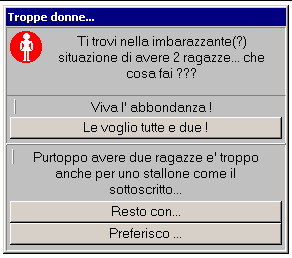 Troppe donne...
Ti trovi nella imbarazzante(?)
situazione di avere 2 ragazze... che
cosa fai ???
Viva l' abbondanza !
Le voglio tutte e due !
Purtoppo avere due ragazze e' troppo
anche per uno stallone come il
sottoscritto...
Resto con...
Preferisco ...